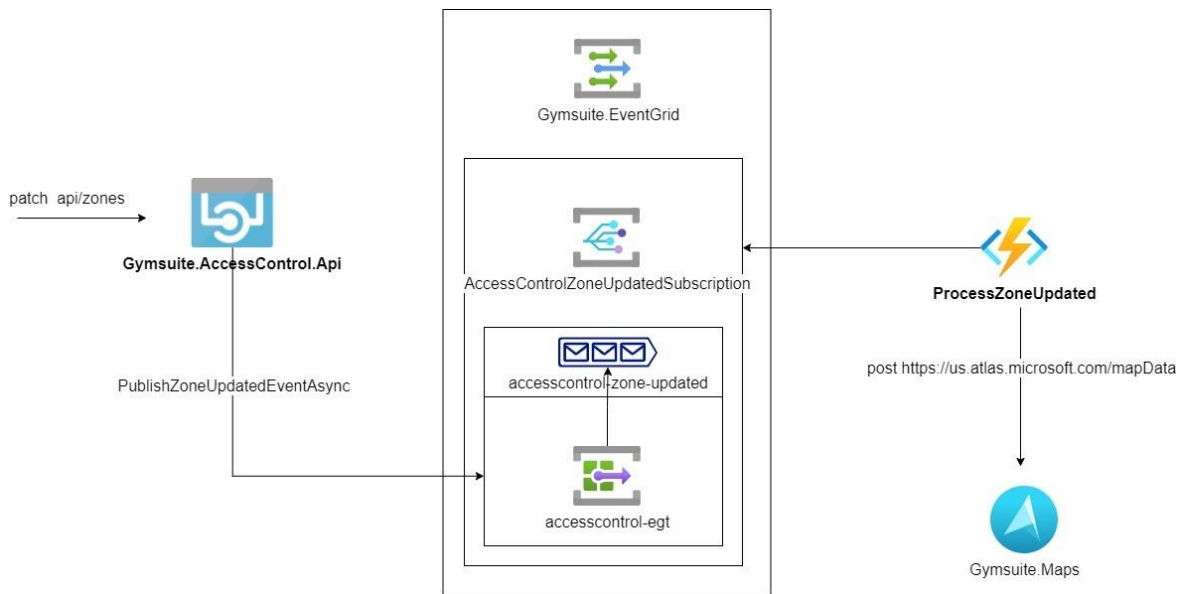 Gymsuite.EventGrid
patch api/zones
Gymsuite.AccessControl.Api
AccessControlZoneUpdatedSubscription
ProcessZoneUpdated
accesscontrol-zone-updated
PublishZoneUpdatedEventAsync
post https://us.atlas.microsoft.com/mapData
accesscontrol-egt
Gymsuite.Maps